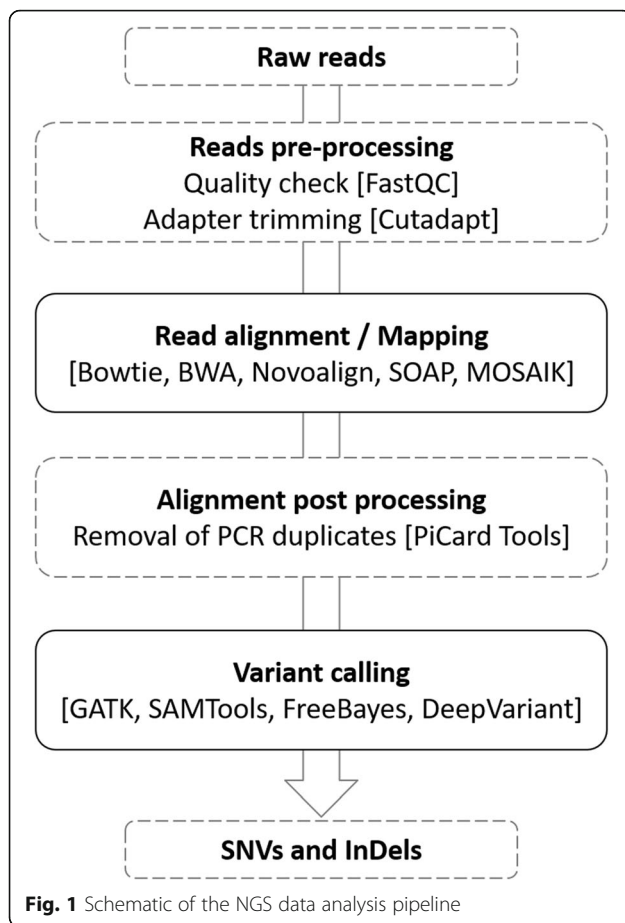 Raw reads
Reads pre-processing
Quality check [FastQC]
Adapter trimming [Cutadapt]
Read alignment / Mapping
[Bowtie, BWA, Novoalign, SOAP, MOSAIK]
Alignment post processing
Removal of PCR duplicates [PiCard Tools]
Variant calling
[GATK, SAMTools, FreeBayes, DeepVariant]
SNVs and InDels
Fig. 1 Schematic of the NGS data analysis pipeline